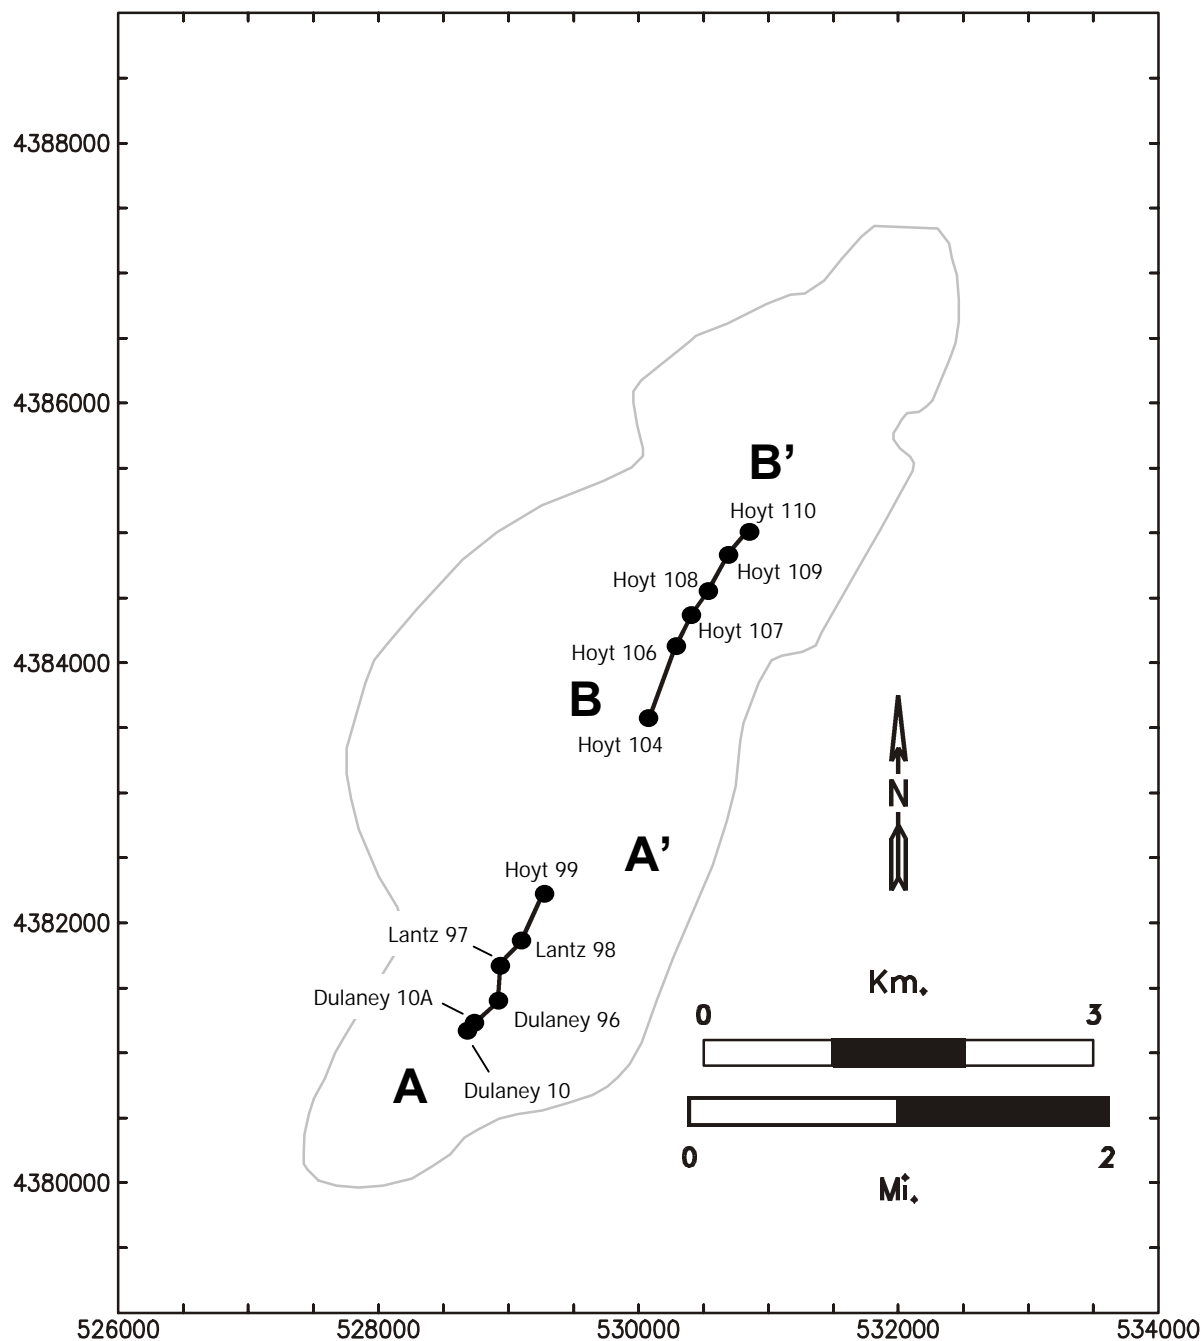 4388000
4386000
B’
Hoyt 110
Hoyt 108
Hoyt 109
Hoyt 107
Hoyt 106
4384000
B
Hoyt 104
N
A’
Hoyt 99
4382000
Lantz 97
Lantz 98
Km.
Dulaney 10A
0 3
Dulaney 96
A
Dulaney 10
0 2
4380000
Mi.
526000 528000 530000 532000 534000